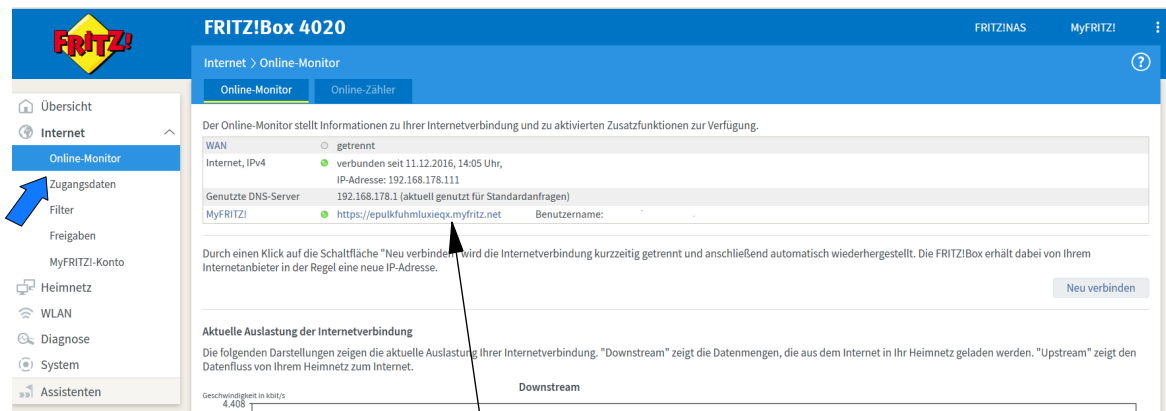 FRITZ!
FRITZ!Box 4020
FRITZ!NAS
MyFRITZ!
Internet > Online-Monitor
?
Online-Monitor
Online-Zähler
Übersicht
Internet
Online-Monitor
Zugangsdaten
Filter
Freigaben
MyFRITZ!-Konto
Heimnetz
WLAN
Diagnose
System
Assistenten
Der Online-Monitor stellt Informationen zu Ihrer Internetverbindung und zu aktivierten Zusatzfunktionen zur Verfügung.
WAN getrennt
Internet, IPv4 verbunden seit 11.12.2016, 14:05 Uhr,
IP-Adresse: 192.168.178.111
Genutzte DNS-Server 192.168.178.1 (aktuell genutzt für Standardanfragen)
MyFRITZ! https://epulkfuhmluxieqx.myfritz.net Benutzername:
Durch einen Klick auf die Schaltfläche "Neu verbinden" wird die Internetverbindung kurzzeitig getrennt und anschließend automatisch wiederhergestellt. Die FRITZ!Box erhält dabei von Ihrem
Internetanbieter in der Regel eine neue IP-Adresse.
Neu verbinden
Aktuelle Auslastung der Internetverbindung
Die folgenden Darstellungen zeigen die aktuelle Auslastung Ihrer Internetverbindung. "Downstream" zeigt die Datenmengen, die aus dem Internet in Ihr Heimnetz geladen werden. "Upstream" zeigt den
Datenfluss von Ihrem Heimnetz zum Internet.
Downstream
Geschwindigkeit in kbit/s
4.408